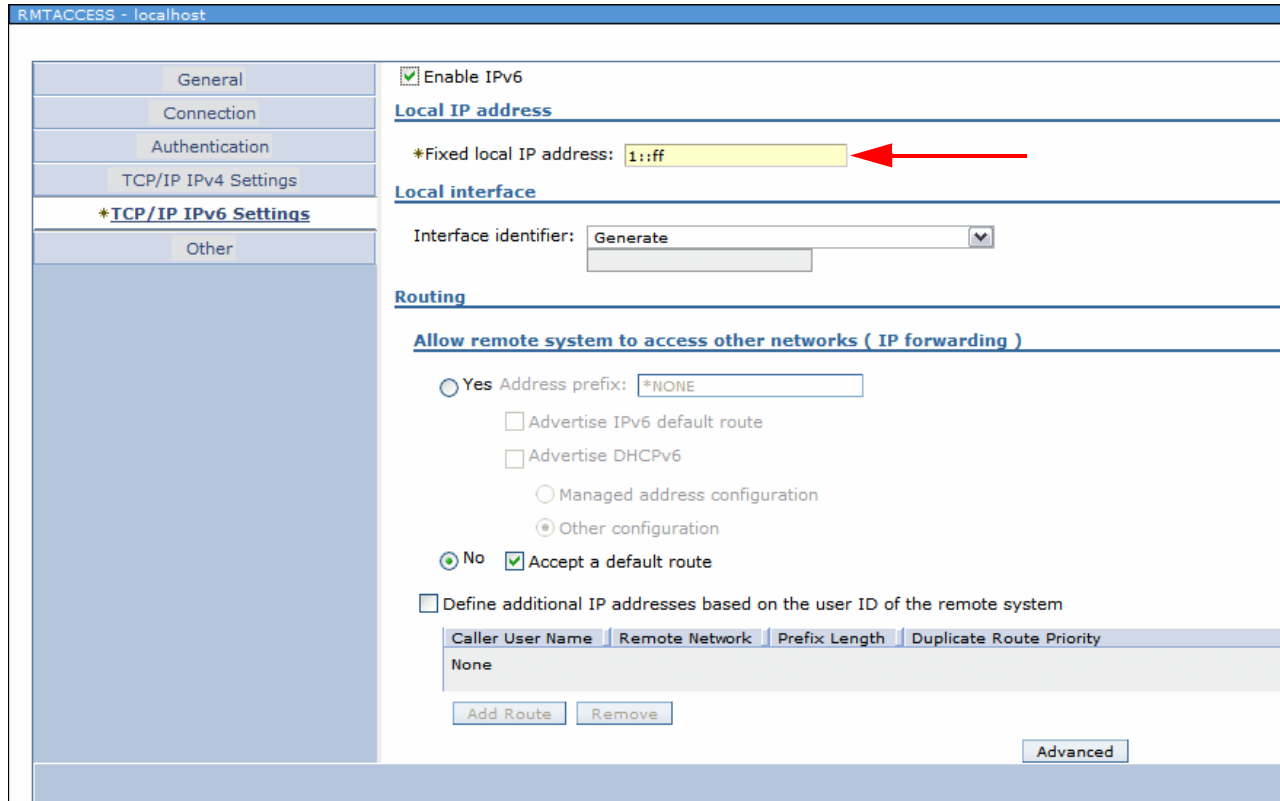 RMTACCESS - localhost
General
Connection
Authentication
TCP/IP IPv4 Settings
*TCP/IP IPv6 Settings
Other
Enable IPv6
Local IP address
*Fixed local IP address: 1::ff
Local interface
Interface identifier: Generate
Routing
Allow remote system to access other networks ( IP forwarding )
Yes Address prefix: *NONE
Advertise IPv6 default route
Advertise DHCPv6
Managed address configuration
Other configuration
No Accept a default route
Define additional IP addresses based on the user ID of the remote system
Caller User Name Remote Network Prefix Length Duplicate Route Priority
None
Add Route Remove
Advanced